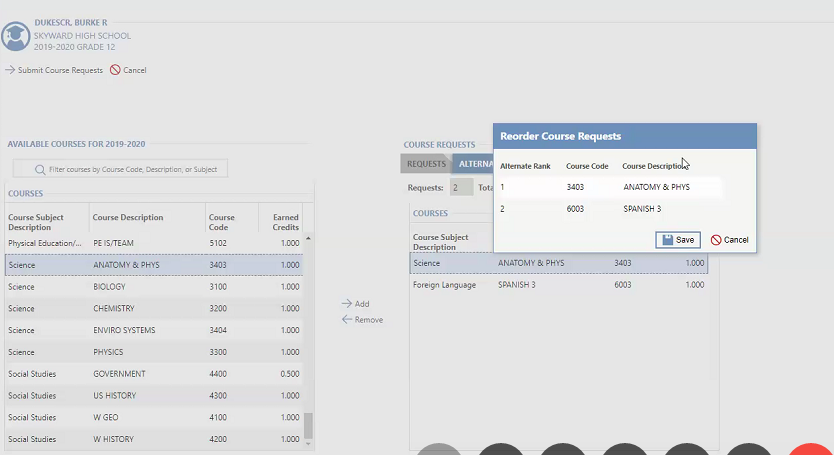 DUKESCR, BURKE R
SKYWARD HIGH SCHOOL
2019-2020 GRADE 12
Submit Course Requests Cancel
AVAILABLE COURSES FOR 2019-2020
Filter courses by Course Code, Description, or Subject
COURSES
Course Subject Description Course Description Course Code Earned Credits
Physical Education/... PE IS/TEAM 5102 1.000
Science ANATOMY & PHYS 3403 1.000
Science BIOLOGY 3100 1.000
Science CHEMISTRY 3200 1.000
Science ENVIRO SYSTEMS 3404 1.000
Science PHYSICS 3300 1.000
Social Studies GOVERNMENT 4400 0.500
Social Studies US HISTORY 4300 1.000
Social Studies W GEO 4100 1.000
Social Studies W HISTORY 4200 1.000
Add
Remove
COURSE REQUESTS
REQUESTS ALTERNA
Requests: 2 Tota
COURSES
Course Subject Description
Science ANATOMY & PHYS 3403 1.000
Foreign Language SPANISH 3 6003 1.000
Reorder Course Requests
Alternate Rank Course Code Course Description
1 3403 ANATOMY & PHYS
2 6003 SPANISH 3
Save Cancel